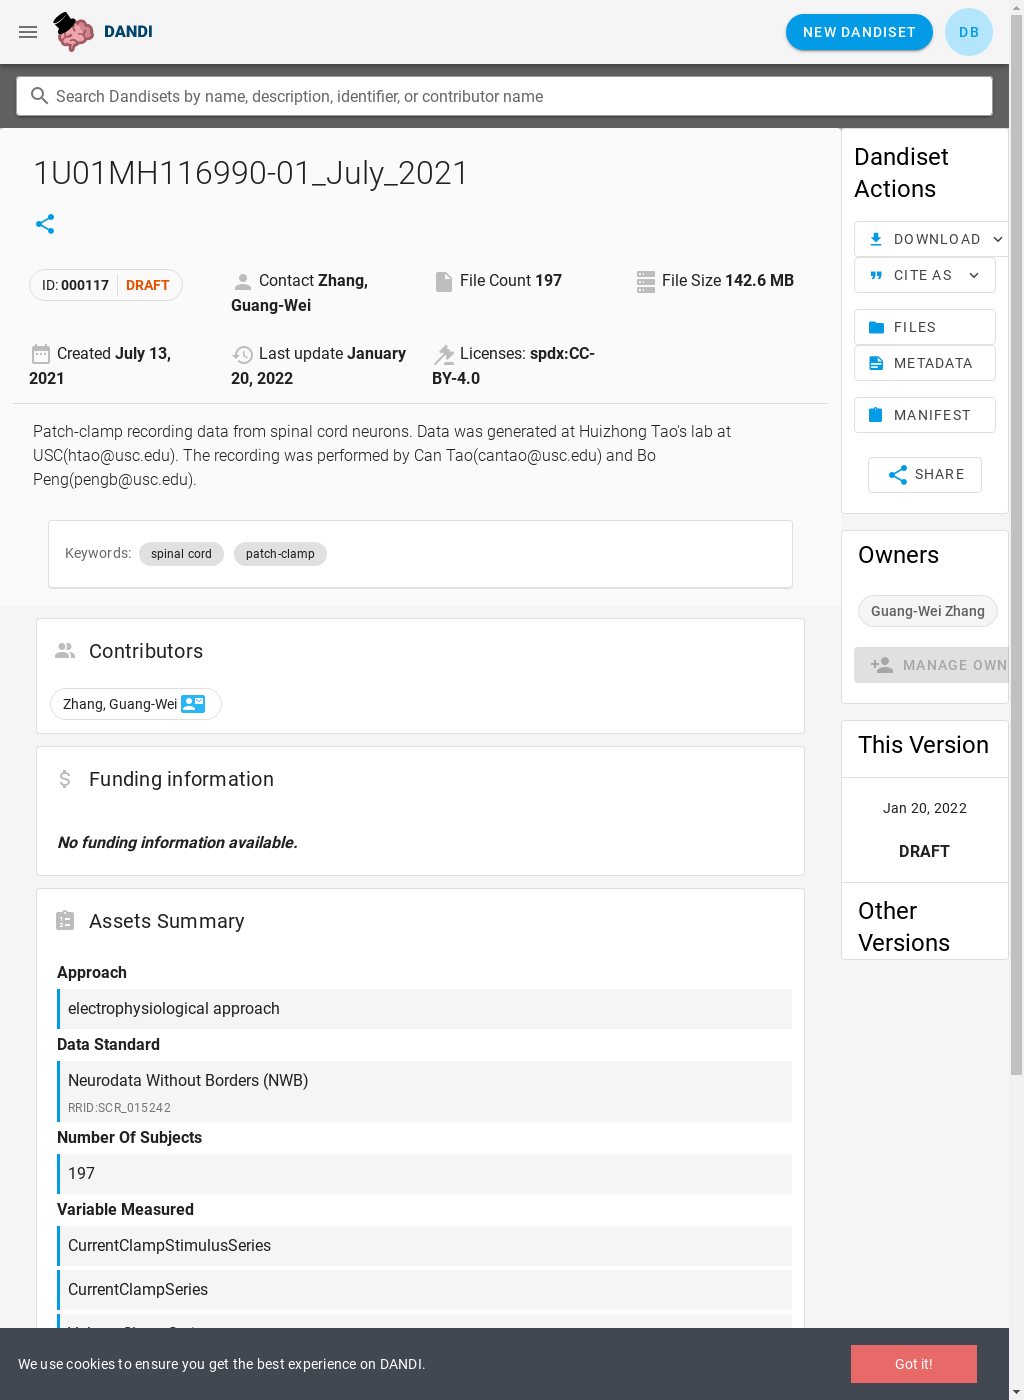 DANDI
NEW DANDISET
DB
Search Dandisets by name, description, identifier, or contributor name
1U01MH116990-01_July_2021
ID: 000117 DRAFT
Contact Zhang,
Guang-Wei
File Count 197
File Size 142.6 MB
Created July 13,
2021
Last update January
20, 2022
Licenses: spdx:CC-
BY-4.0
Patch-clamp recording data from spinal cord neurons. Data was generated at Huizhong Tao's lab at
USC(htao@usc.edu). The recording was performed by Can Tao(cantao@usc.edu) and Bo
Peng(pengb@usc.edu).
Keywords: spinal cord patch-clamp
Contributors
Zhang, Guang-Wei
Funding information
No funding information available.
Assets Summary
Approach
electrophysiological approach
Data Standard
Neurodata Without Borders (NWB)
RRID:SCR_015242
Number Of Subjects
197
Variable Measured
CurrentClampStimulusSeries
CurrentClampSeries
Dandiset
Actions
DOWNLOAD
CITE AS
FILES
METADATA
MANIFEST
SHARE
Owners
Guang-Wei Zhang
MANAGE OWN
This Version
Jan 20, 2022
DRAFT
Other
Versions
We use cookies to ensure you get the best experience on DANDI.
Got it!